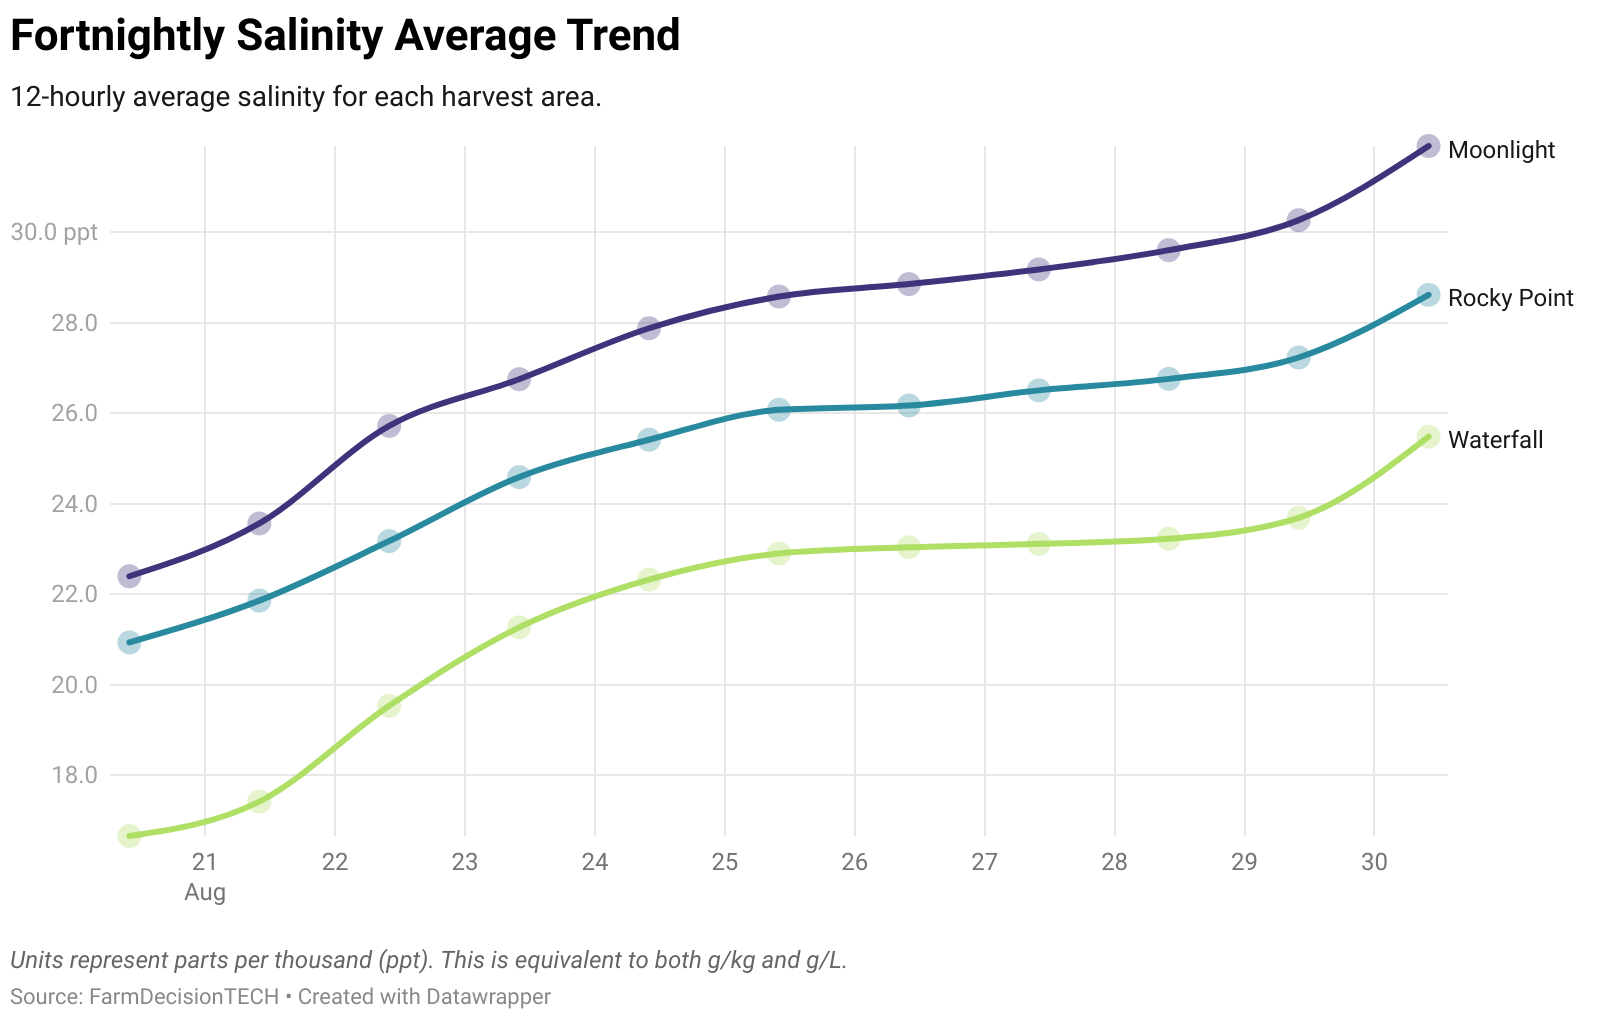 Fortnightly Salinity Average Trend
12-hourly average salinity for each harvest area.
Moonlight
30.0 ppt
Rocky Point
28.0
26.0
Waterfall
24.0
22.0
20.0
18.0
21 22 23 24 25 26 27 28 29 30
Aug
Units represent parts per thousand (ppt). This is equivalent to both g/kg and g/L.
Source: FarmDecisionTECH • Created with Datawrapper